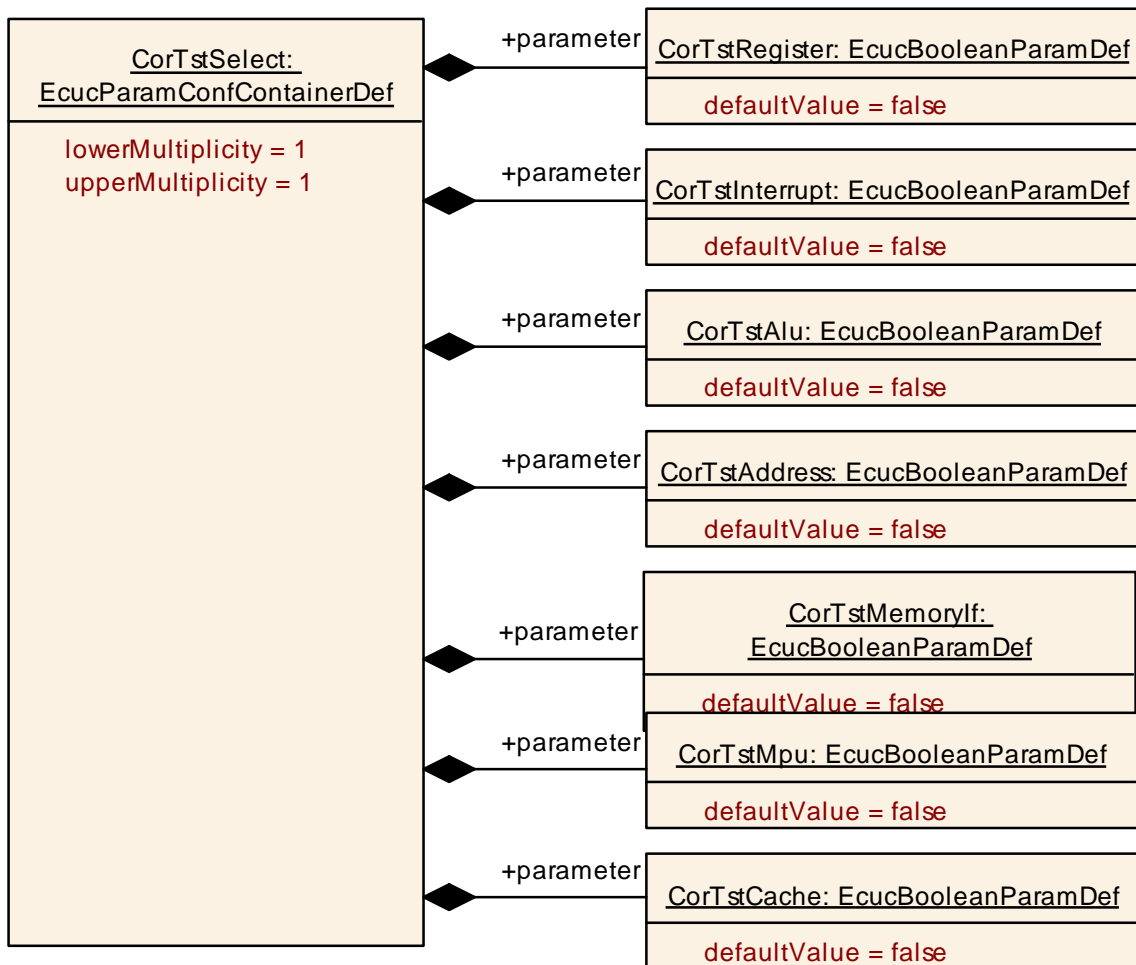 CorTstSelect:
EcucParamConfContainerDef
lowerMultiplicity = 1
upperMultiplicity = 1
+parameter
CorTstRegister: EcucBooleanParamDef
defaultValue = false
+parameter
CorTstInterrupt: EcucBooleanParamDef
defaultValue = false
+parameter
CorTstAlu: EcucBooleanParamDef
defaultValue = false
+parameter
CorTstAddress: EcucBooleanParamDef
defaultValue = false
+parameter
CorTstMemoryIf:
EcucBooleanParamDef
defaultValue = false
+parameter
CorTstMpu: EcucBooleanParamDef
defaultValue = false
+parameter
CorTstCache: EcucBooleanParamDef
defaultValue = false